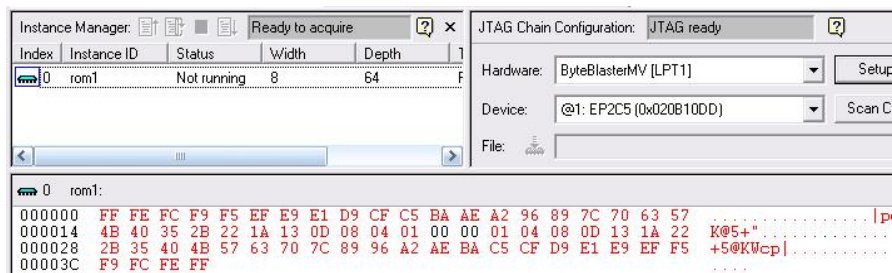 Instance Manager: Ready to acquire
Index Instance ID Status Width Depth
0 rom1 Not running 8 64
JTAG Chain Configuration: JTAG ready
Hardware: ByteBlasterMV [LPT1] Setup
Device: @1: EP2C5 (0x020B10DD) Scan C
File:
0 rom1:
000000 FF FE FC F9 F5 EF E9 E1 D9 CF C5 BA AE A2 96 89 7C 70 63 57 ................|p
000014 4B 40 35 2B 22 1A 13 0D 08 04 01 00 00 01 04 08 0D 13 1A 22 K@5+"...............
000028 2B 35 40 4B 57 63 70 7C 89 96 A2 AE BA C5 CF D9 E1 E9 EF F5 +5@KWcp|............
00003C F9 FC FE FF ....